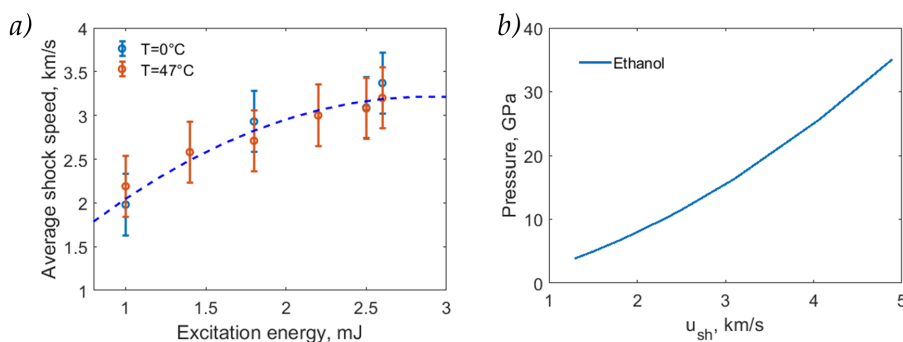 a)
Average shock speed, km/s
4
3.5
3
2.5
2
1.5
1
T=0°C
T=47°C
1
1.5
2
2.5
3
Excitation energy, mJ
b)
Pressure, GPa
40
30
20
10
0
Ethanol
1
2
3
4
5
u_sh, km/s